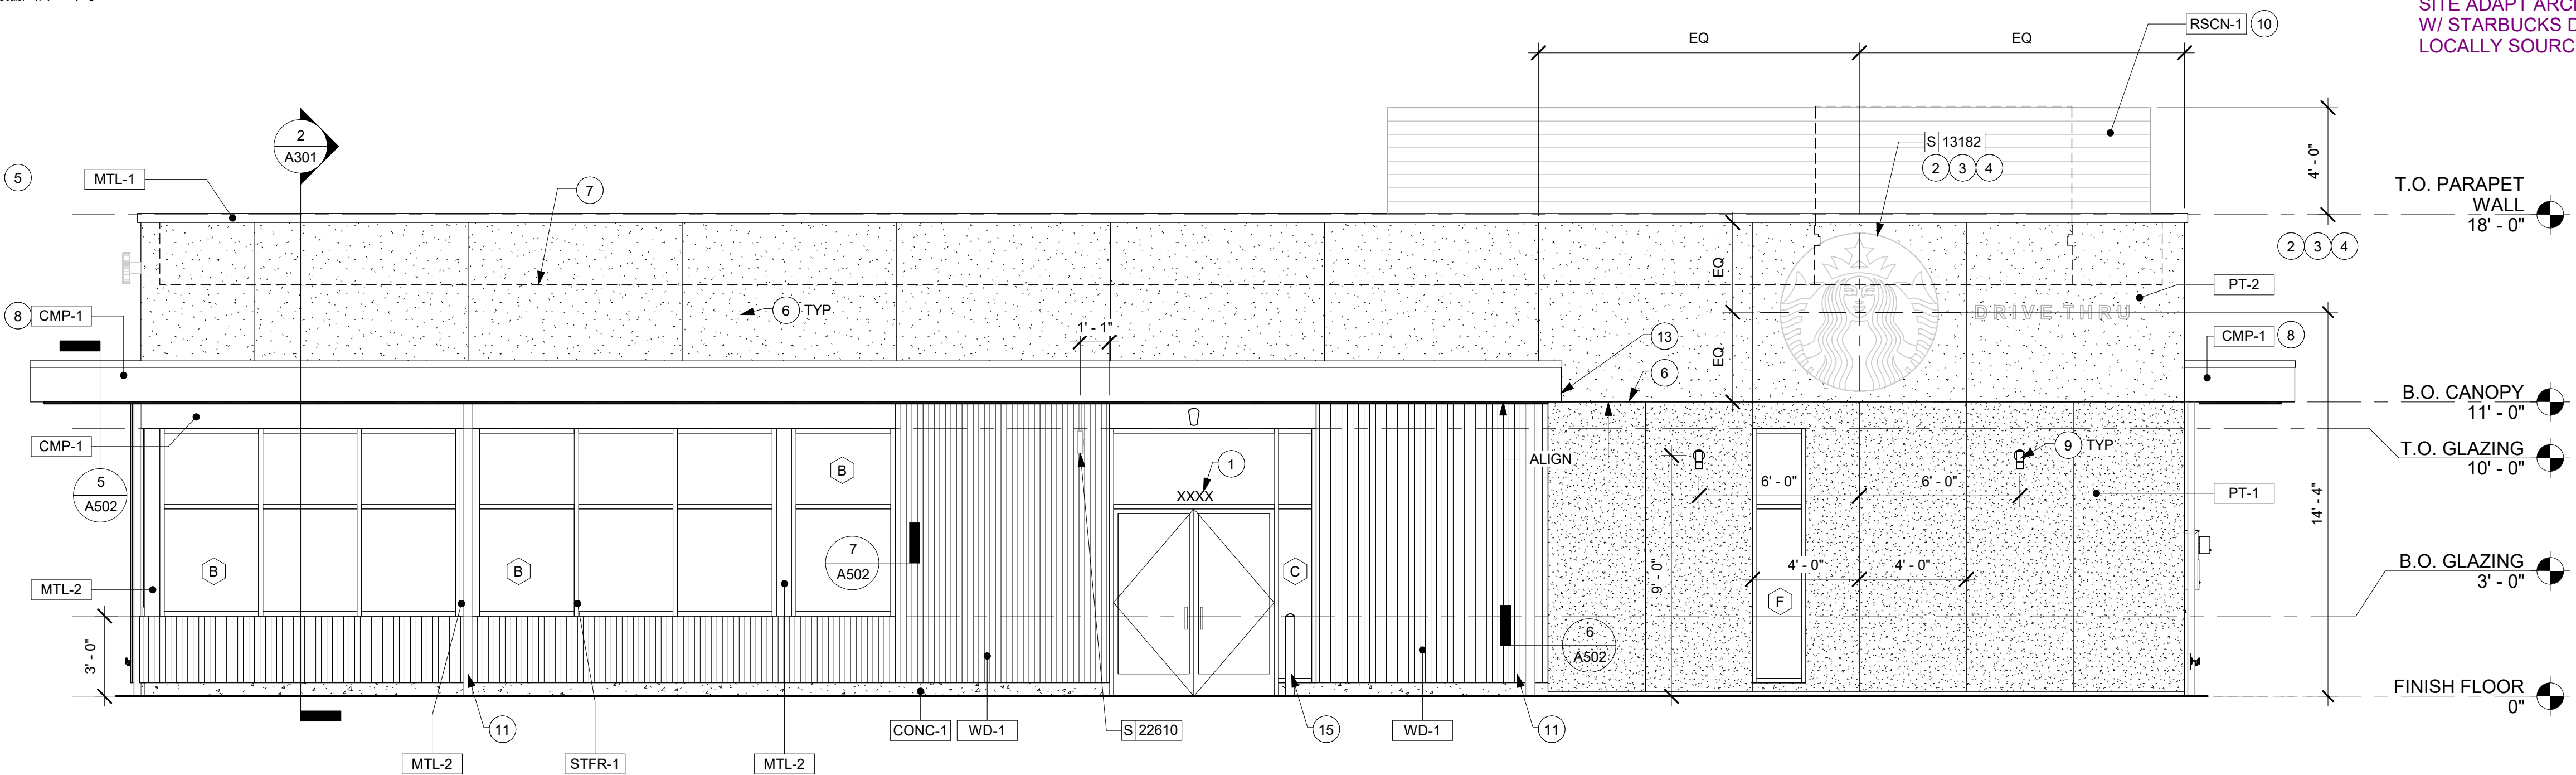 SITE ADAPT
W/ STARBUCKS
LOCALLY
RSCN-1 10
EQ EQ
2
A301
S 13182
2 3 4
4' - 0"
5
MTL-1
7
T.O. PARAPET
WALL
18' - 0"
2 3 4
EQ
PT-2
6 TYP
DRIVE THRU
8 CMP-1
1' - 1"
13
CMP-1 8
EQ
6
B.O. CANOPY
11' - 0"
CMP-1
ALIGN
9 TYP
T.O. GLAZING
10' - 0"
B
1
5
A502
XXXX
6' - 0" 6' - 0"
PT-1
14' - 4"
7
A502
B
B
C
4' - 0" 4' - 0"
9' - 0"
B.O. GLAZING
3' - 0"
MTL-2
F
6
A502
3' - 0"
FINISH FLOOR
0"
11
CONC-1
WD-1
S 22610
15
WD-1
11
MTL-2
STFR-1
MTL-2